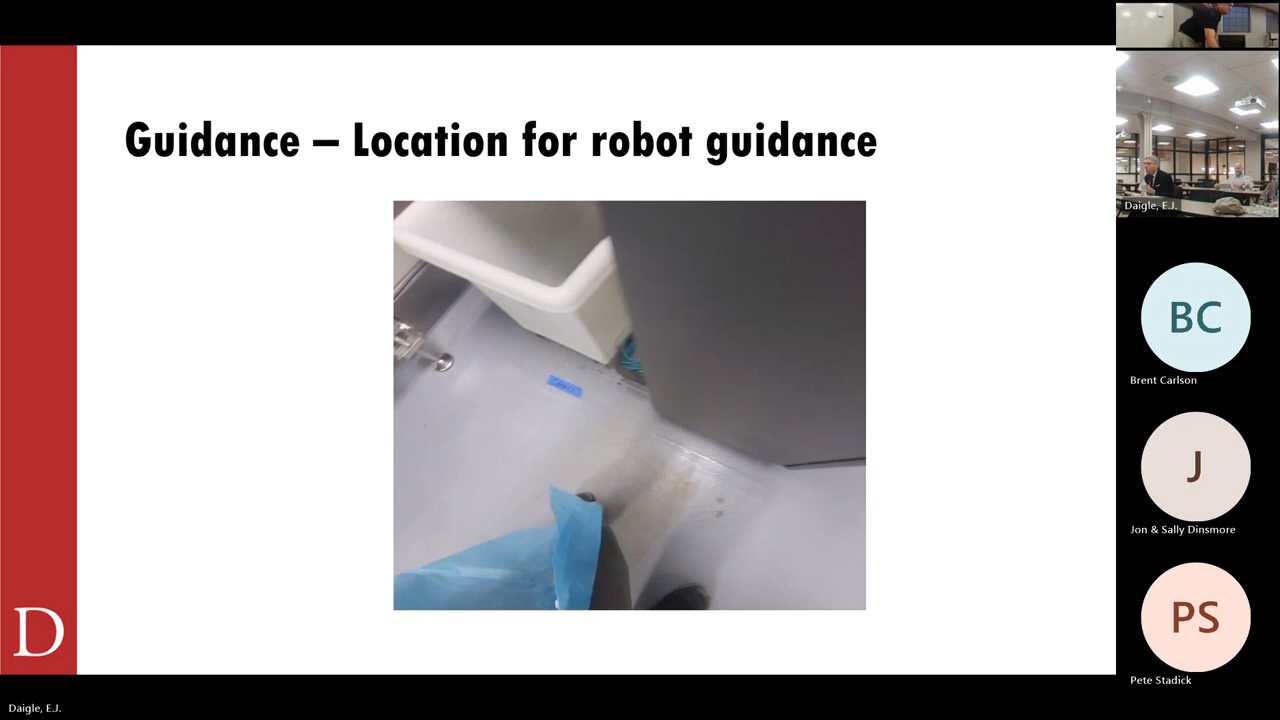 Guidance – Location for robot guidance
D
Daigle, E.J.
BC
Brent Carlson
J
Jon & Sally Dinsmore
PS
Pete Stadick
Daigle, E.J.